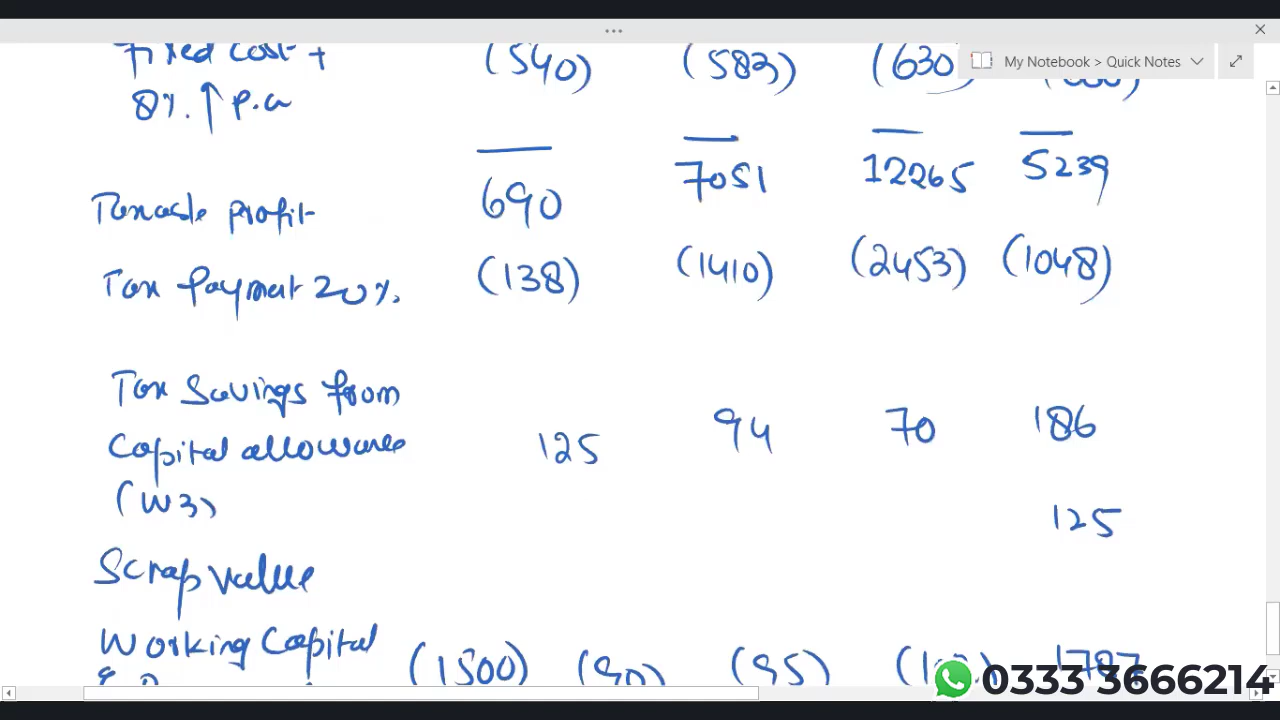 Fixed cost + (540) (583) (630)
8% ↑ p.a
My Notebook > Quick Notes
690 7051 12265 5239
Taxable profit
Tax Payment 20%. (138) (1410) (2453) (1048)
Tax Savings from
Capital allowance 125 94 70 186
(W3)
125
Scrap value
Working Capital (1500) (90) (95) 1787
0333 3666214